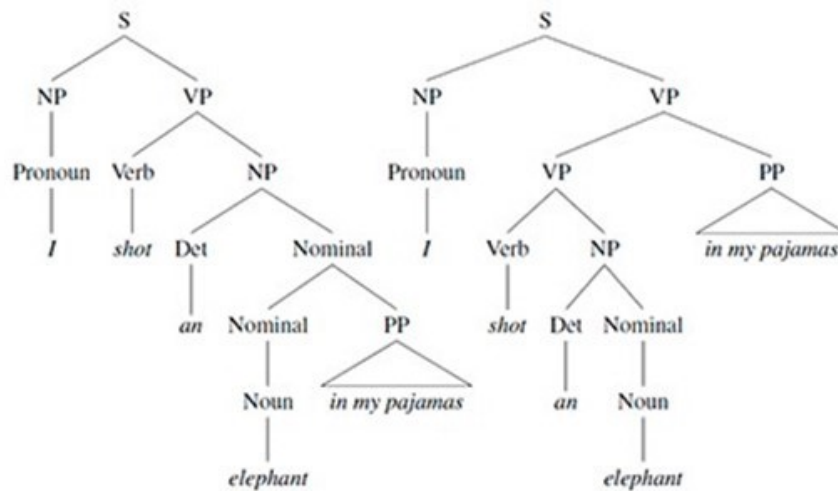 S S
NP VP NP VP
Pronoun Verb NP Pronoun VP PP
I shot Det Nominal I Verb NP in my pajamas
an Nominal PP shot Det Nominal
Noun in my pajamas an Noun
elephant elephant